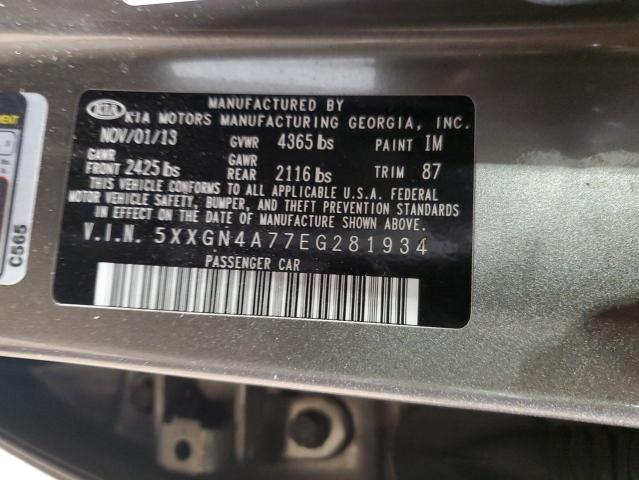 MANUFACTURED BY
KIA KIA MOTORS MANUFACTURING GEORGIA, INC.
NOV/01/13 GVWR 4365 lbs PAINT IM
GAWR FRONT 2425 lbs GAWR REAR 2116 lbs TRIM 87
THIS VEHICLE CONFORMS TO ALL APPLICABLE U.S.A. FEDERAL
MOTOR VEHICLE SAFETY, BUMPER, AND THEFT PREVENTION STANDARDS
IN EFFECT ON THE DATE OF MANUFACTURE SHOWN ABOVE.
V.I.N. 5XXGN4A77EG281934
PASSENGER CAR
C565